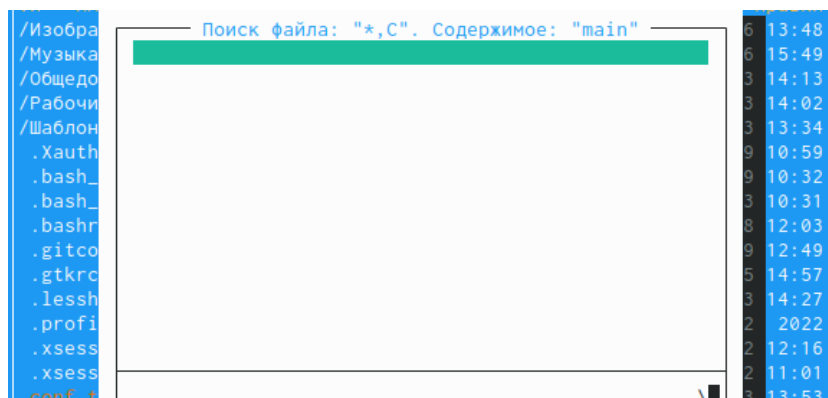 Поиск файла: "*,C". Содержимое: "main"
/Изобра 6 13:48
/Музыка 6 15:49
/Общедо 3 14:13
/Рабочи 3 14:02
/Шаблон 3 13:34
.Xauth 9 10:59
.bash_ 9 10:32
.bash_ 3 10:31
.bashr 8 12:03
.gitco 9 12:49
.gtkrc 5 14:57
.lessh 3 14:27
.profi 2 2022
.xsess 2 12:16
.xsess 2 11:01
\
3 13:53